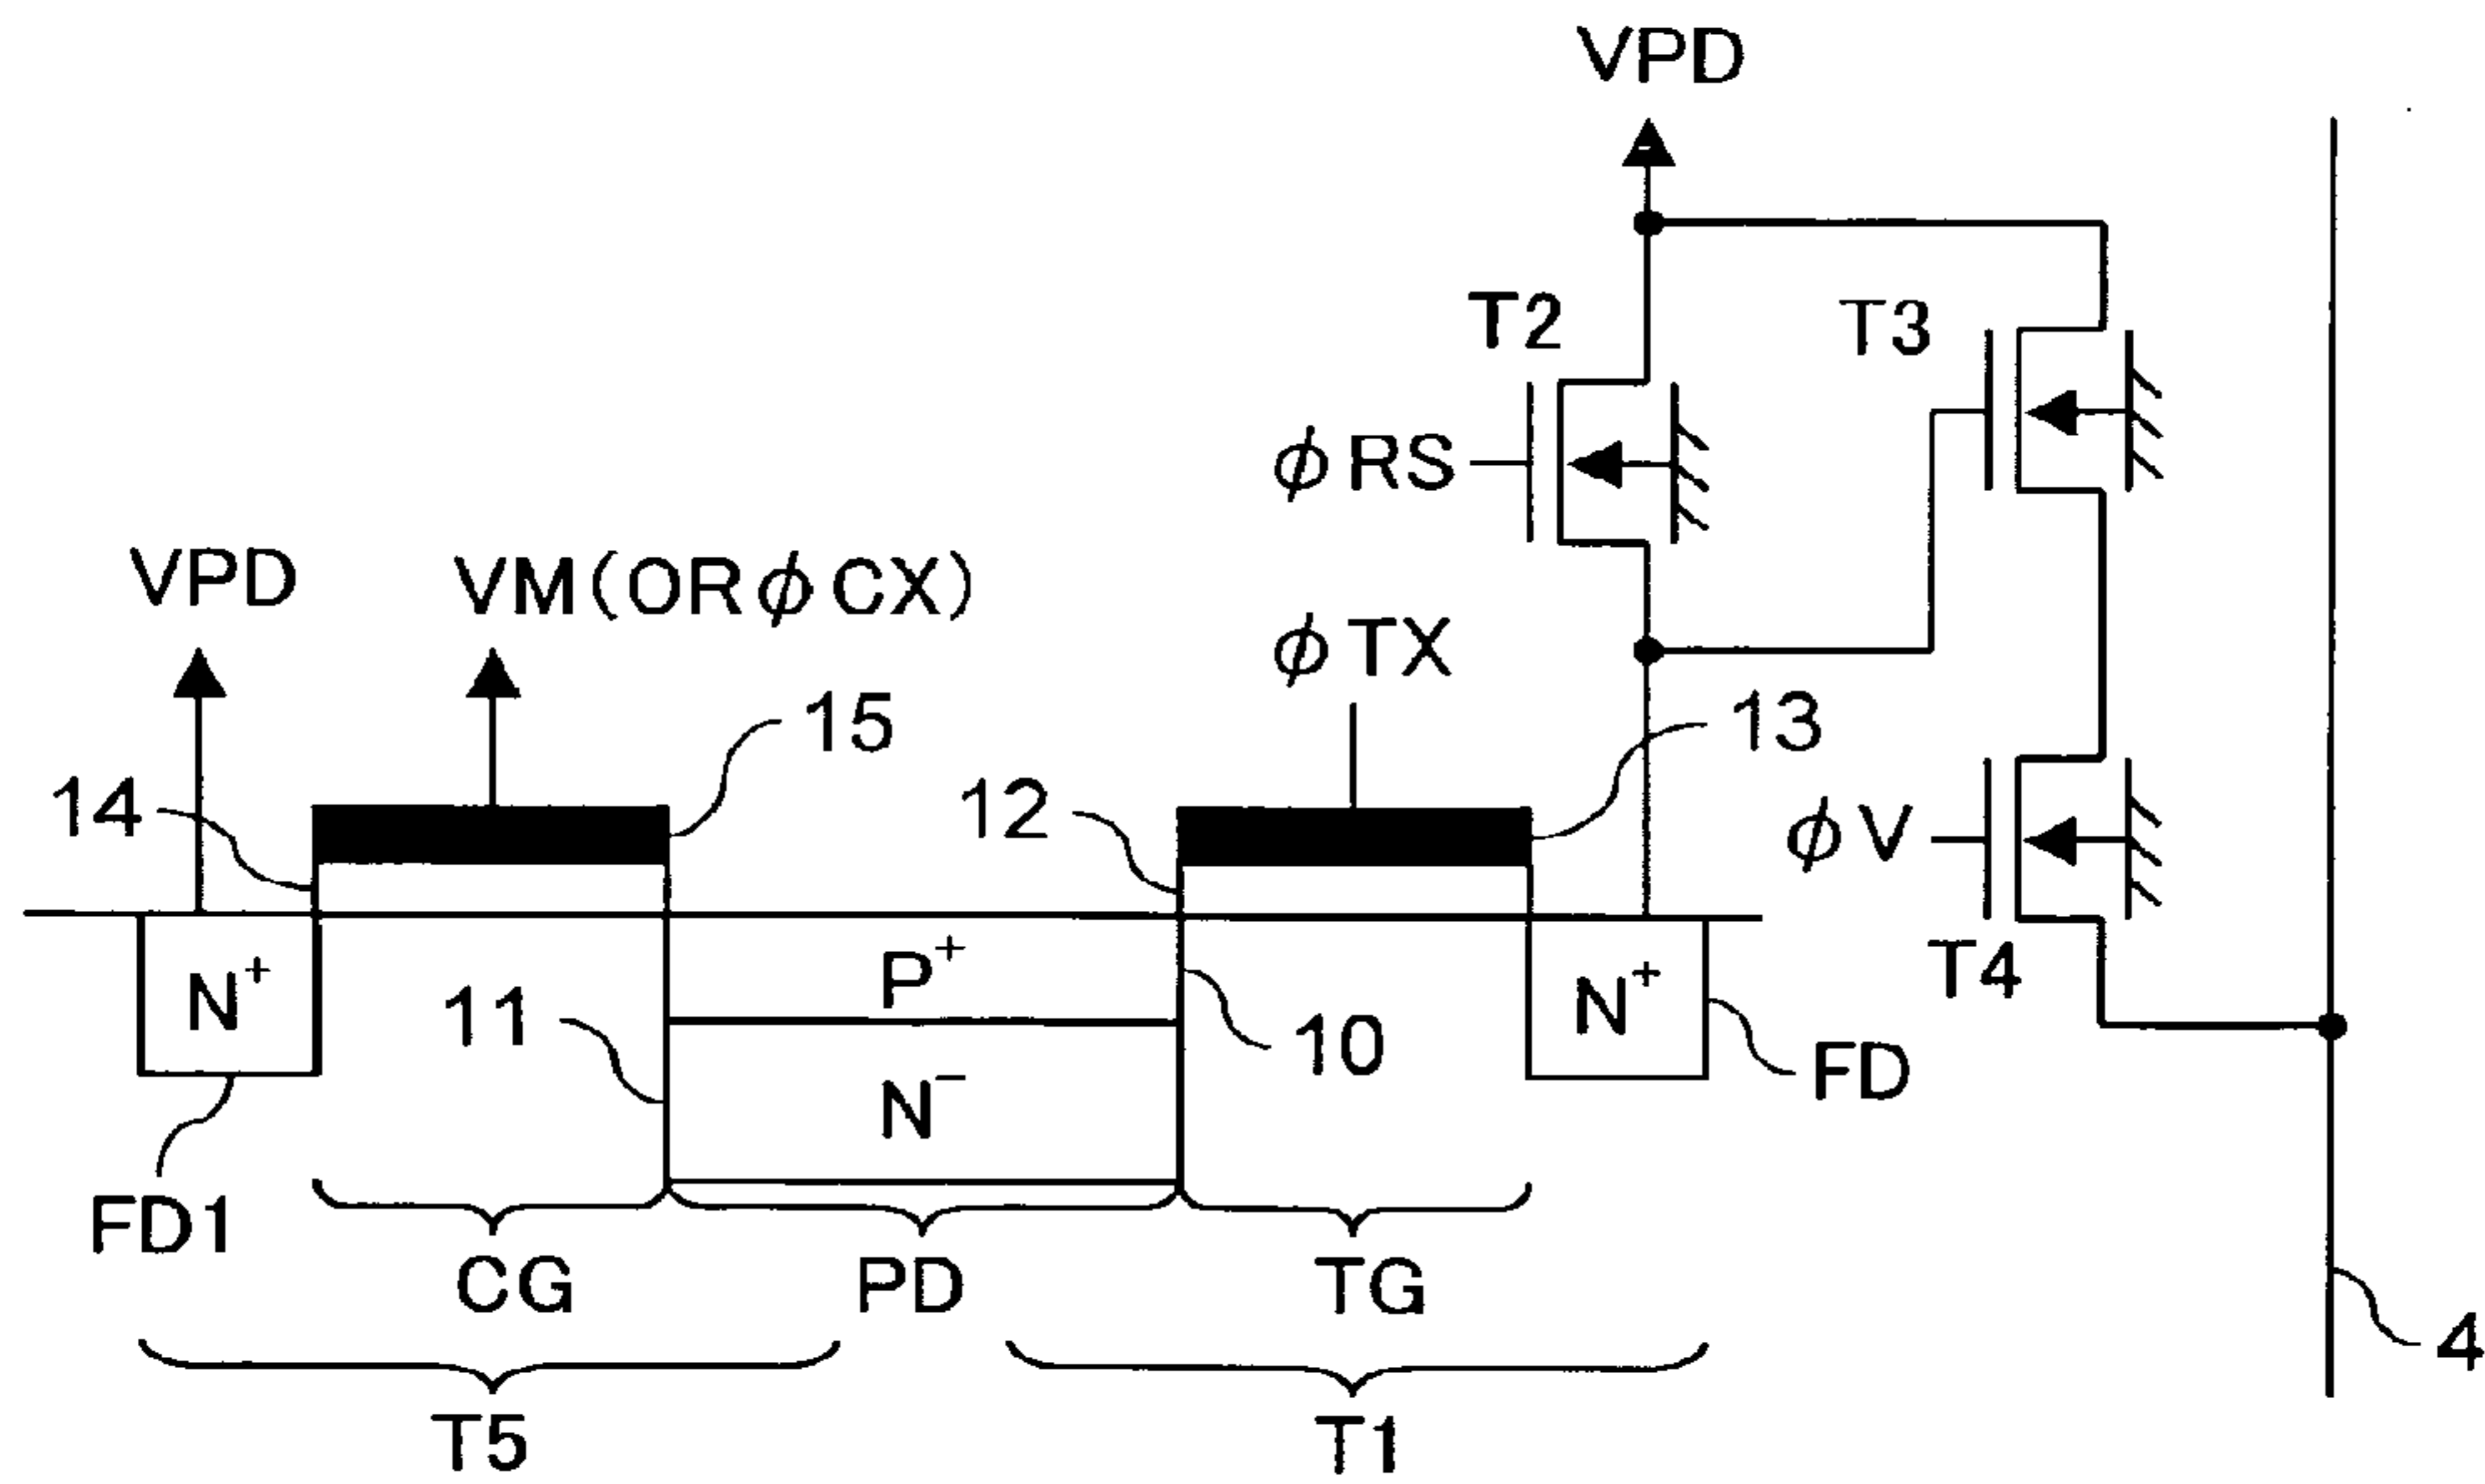 VPD
T2
T3
φRS
VPD
VM(ORφCX)
φTX
15
13
14
12
φV
N+
P+
N+
T4
11
10
N−
FD
FD1
CG
PD
TG
4
T5
T1